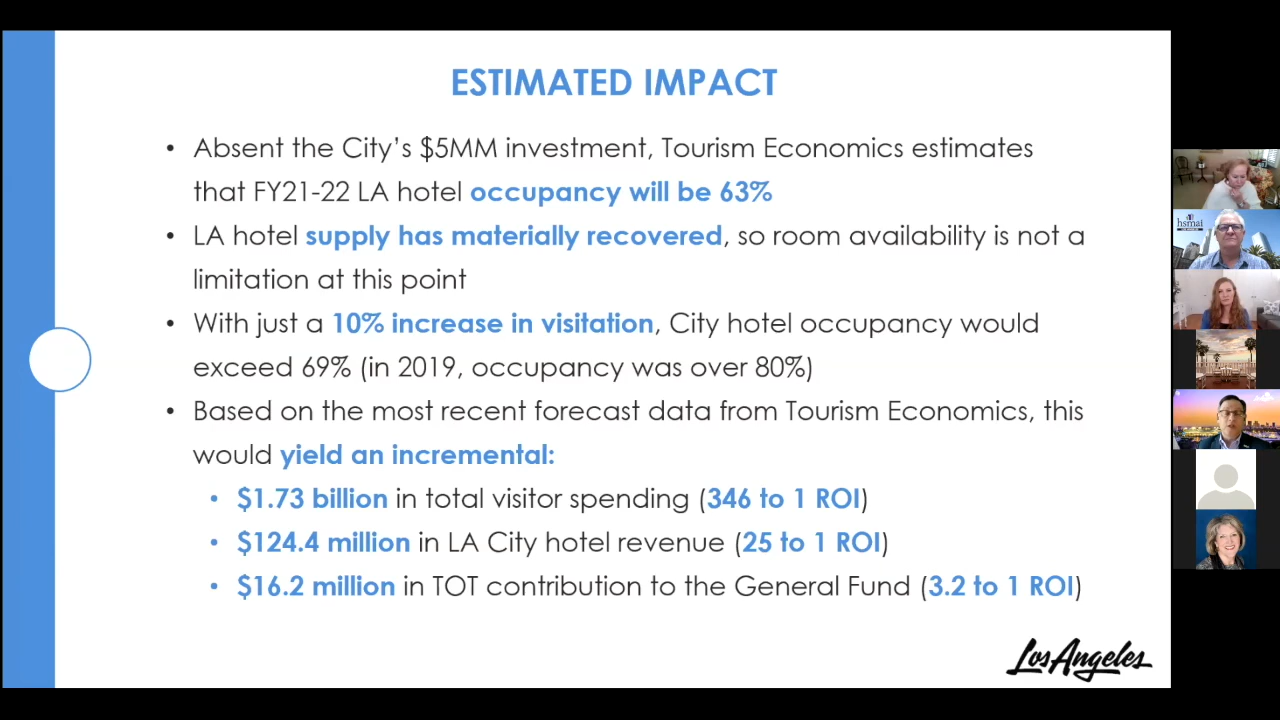 ESTIMATED IMPACT
• Absent the City's $5MM investment, Tourism Economics estimates
that FY21-22 LA hotel occupancy will be 63%
• LA hotel supply has materially recovered, so room availability is not a
limitation at this point
• With just a 10% increase in visitation, City hotel occupancy would
exceed 69% (in 2019, occupancy was over 80%)
• Based on the most recent forecast data from Tourism Economics, this
would yield an incremental:
• $1.73 billion in total visitor spending (346 to 1 ROI)
• $124.4 million in LA City hotel revenue (25 to 1 ROI)
• $16.2 million in TOT contribution to the General Fund (3.2 to 1 ROI)
Los Angeles
hsmai